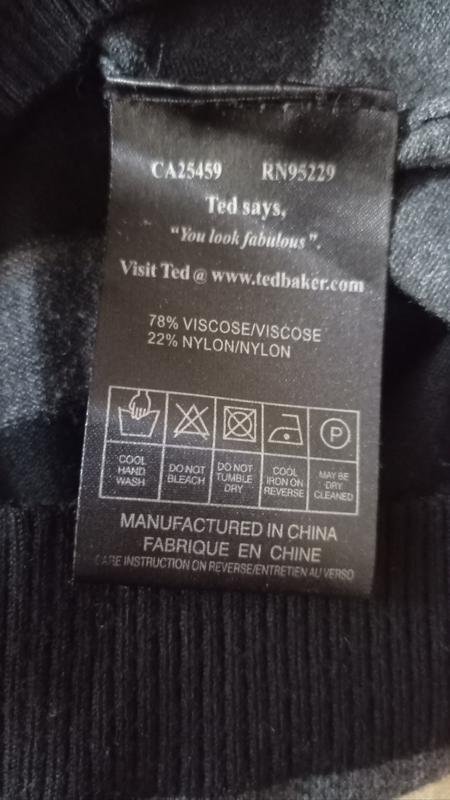 CA25459 RN95229
Ted says,
"You look fabulous".
Visit Ted @ www.tedbaker.com
78% VISCOSE/VISCOSE
22% NYLON/NYLON
P
COOL HAND WASH
DO NOT BLEACH
DO NOT TUMBLE DRY
COOL IRON ON REVERSE
MAY BE DRY CLEANED
MANUFACTURED IN CHINA
FABRIQUE EN CHINE
CARE INSTRUCTION ON REVERSE/ENTRETIEN AU VERSO